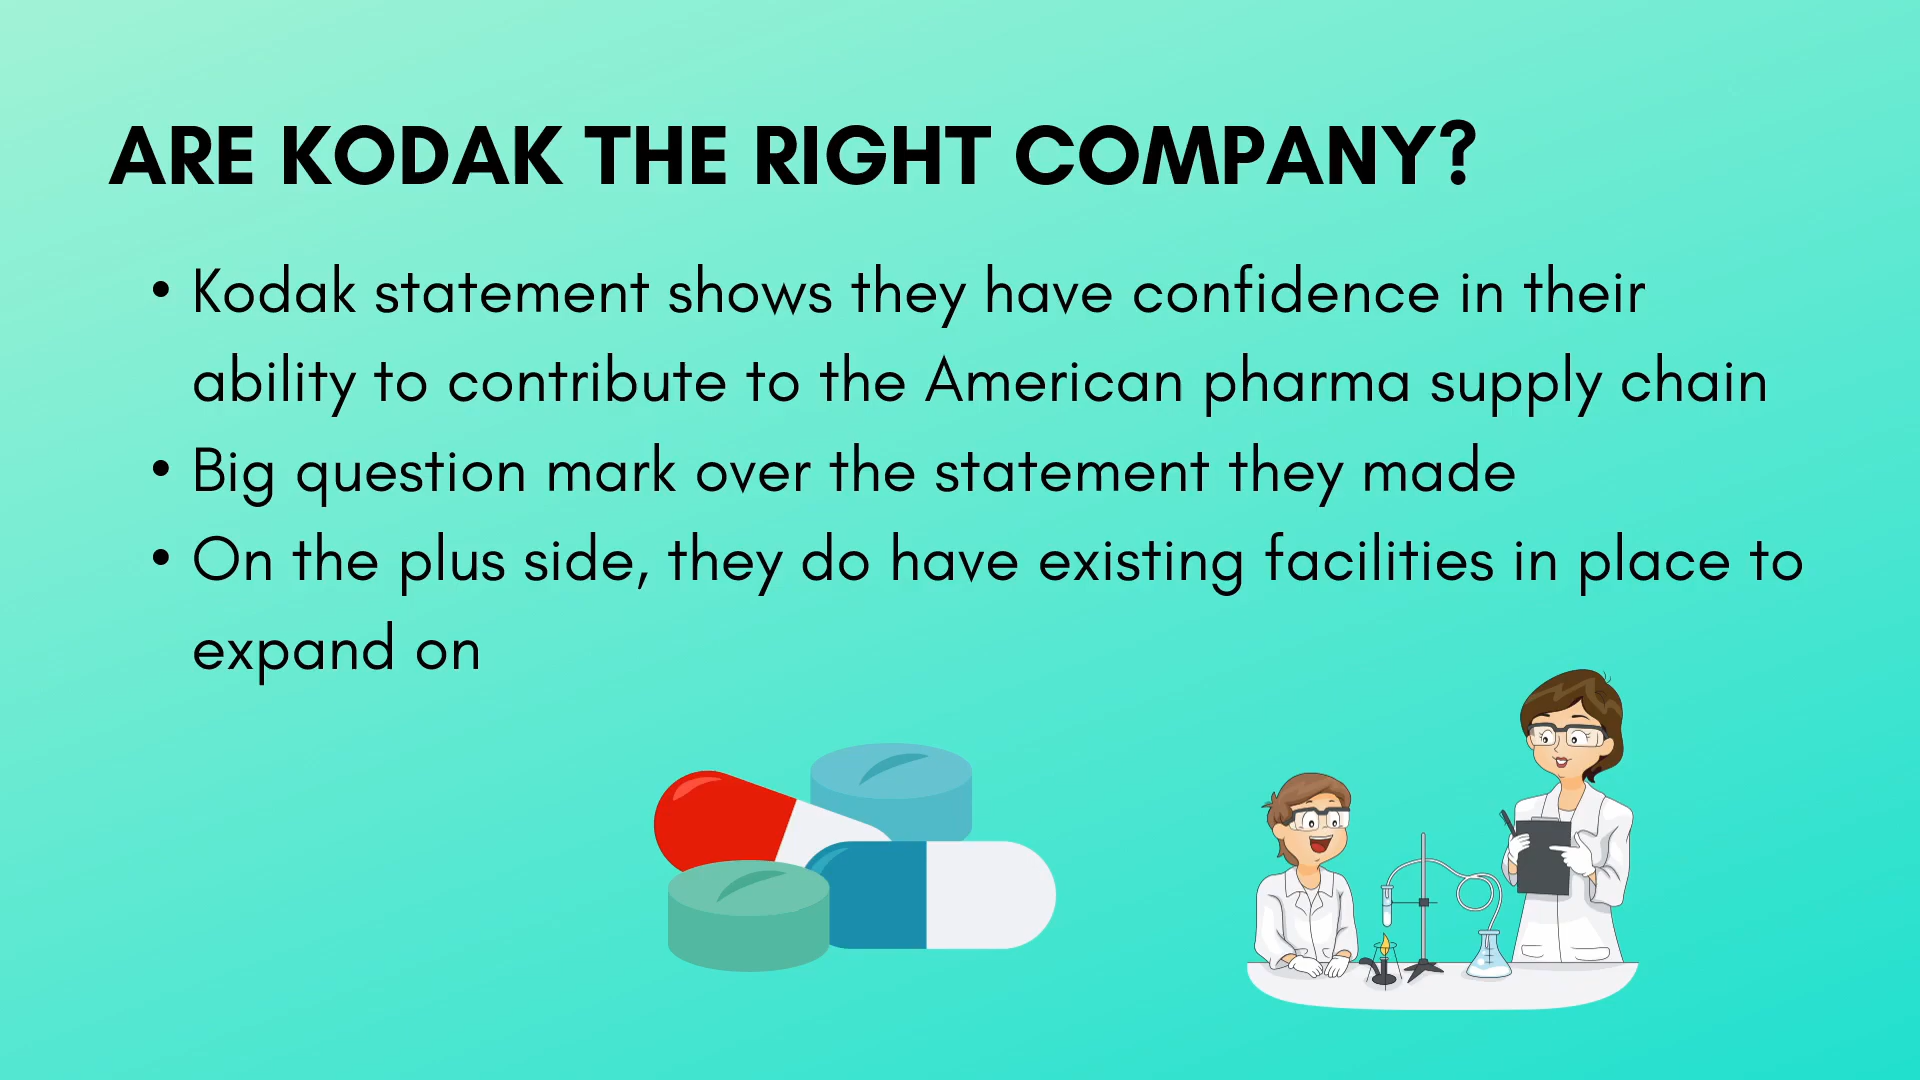 ARE KODAK THE RIGHT COMPANY?
• Kodak statement shows they have confidence in their
ability to contribute to the American pharma supply chain
• Big question mark over the statement they made
• On the plus side, they do have existing facilities in place to
expand on